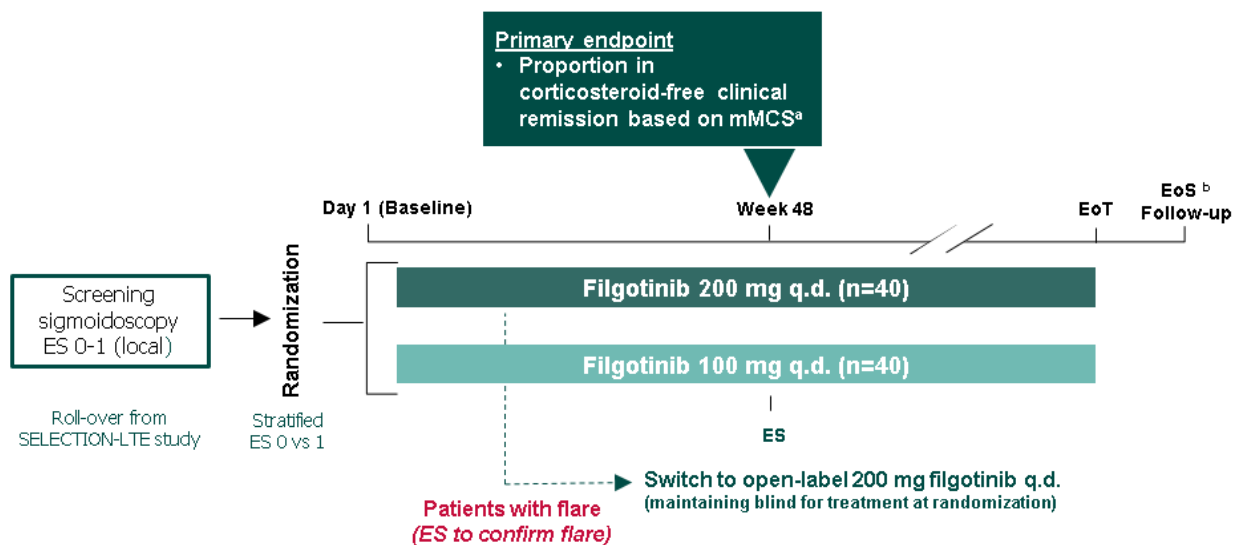 Primary endpoint
• Proportion in
corticosteroid-free clinical
remission based on mMCSᵃ
Day 1 (Baseline)
Week 48
EoT
EoS ᵇ
Follow-up
Screening
sigmoidoscopy
ES 0-1 (local)
Randomization
Filgotinib 200 mg q.d. (n=40)
Filgotinib 100 mg q.d. (n=40)
Roll-over from
SELECTION-LTE study
Stratified
ES 0 vs 1
ES
Patients with flare
(ES to confirm flare)
Switch to open-label 200 mg filgotinib q.d.
(maintaining blind for treatment at randomization)